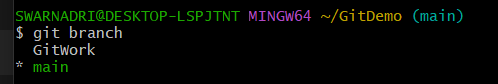 SWARNADRI@DESKTOP-LSPJTNT MINGW64 ~/GitDemo (main)
$ git branch
  GitWork
* main